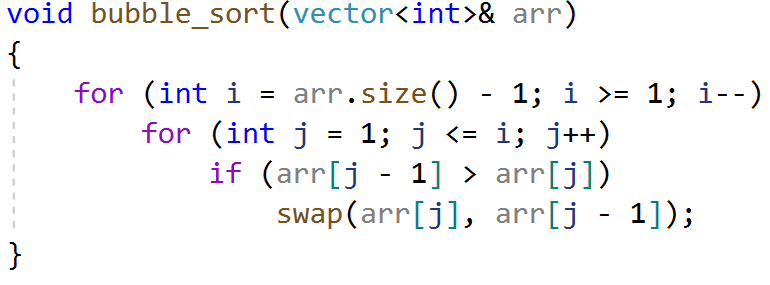 void bubble_sort(vector<int>& arr)
{
    for (int i = arr.size() - 1; i >= 1; i--)
        for (int j = 1; j <= i; j++)
            if (arr[j - 1] > arr[j])
                swap(arr[j], arr[j - 1]);
}